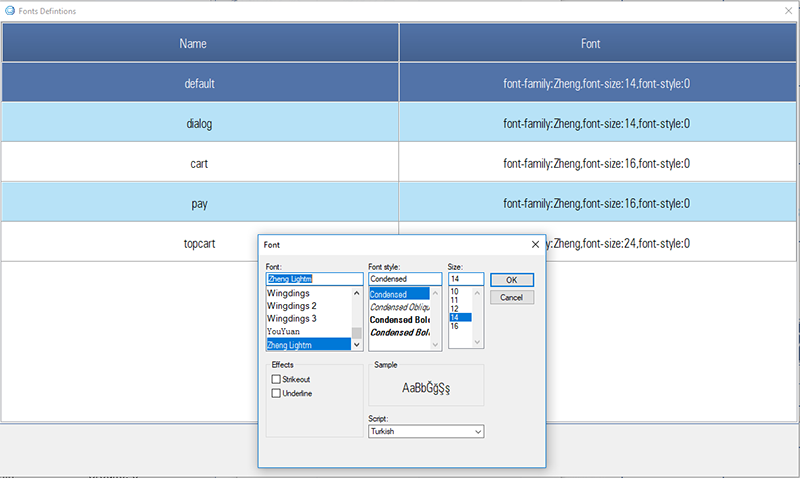 Fonts Defintions
Name Font
default font-family:Zheng,font-size:14,font-style:0
dialog font-family:Zheng,font-size:14,font-style:0
cart font-family:Zheng,font-size:16,font-style:0
pay font-family:Zheng,font-size:16,font-style:0
topcart font-family:Zheng,font-size:24,font-style:0
Font
Font: Font style: Size:
Zheng Lightm Condensed 14 OK
Wingdings Condensed 10 Cancel
Wingdings 2 Condensed Obliqu 11
Wingdings 3 Condensed Bold 12
YouYuan Condensed Bol 14
Zheng Lightm 16
Effects Sample
Strikeout AaBbĞğŞş
Underline
Script:
Turkish